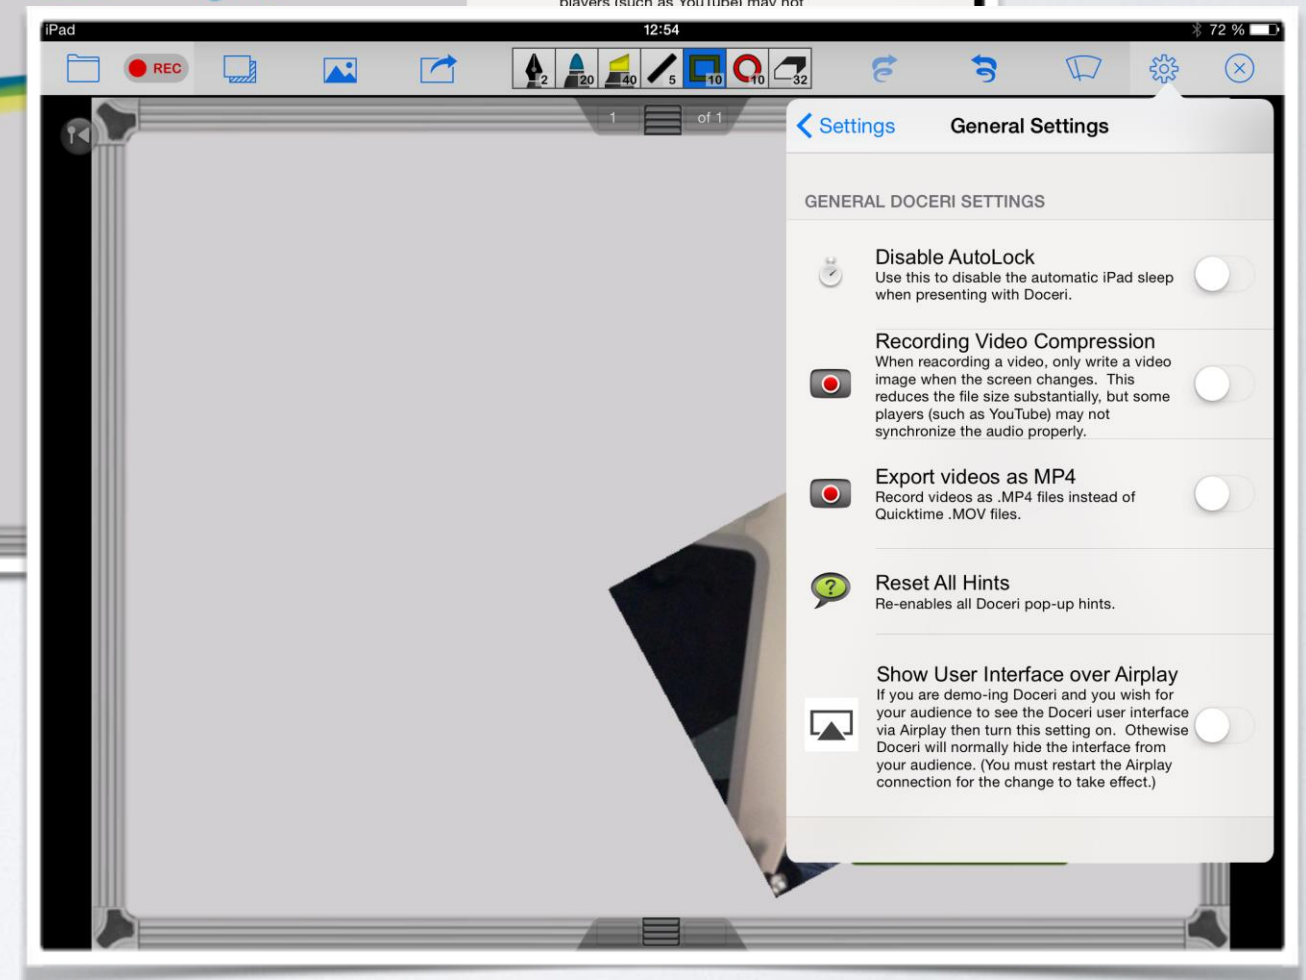 players (such as YouTube) may not
iPad 12:54 72 %
REC 2 20 40 5 10 10 32
1 of 1
Settings General Settings
GENERAL DOCERI SETTINGS
Disable AutoLock
Use this to disable the automatic iPad sleep
when presenting with Doceri.
Recording Video Compression
When reacording a video, only write a video
image when the screen changes. This
reduces the file size substantially, but some
players (such as YouTube) may not
synchronize the audio properly.
Export videos as MP4
Record videos as .MP4 files instead of
Quicktime .MOV files.
?
Reset All Hints
Re-enables all Doceri pop-up hints.
Show User Interface over Airplay
If you are demo-ing Doceri and you wish for
your audience to see the Doceri user interface
via Airplay then turn this setting on. Othewise
Doceri will normally hide the interface from
your audience. (You must restart the Airplay
connection for the change to take effect.)